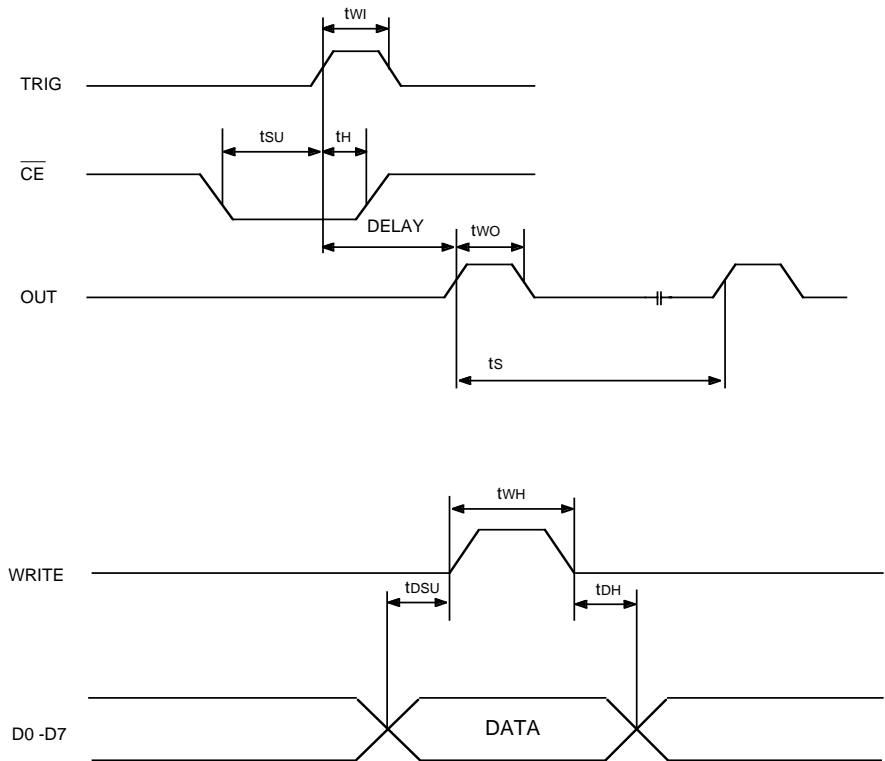 tWI
TRIG
tSU
tH
CE
DELAY
tWO
OUT
tS
tWH
WRITE
tDSU
tDH
D0 -D7
DATA